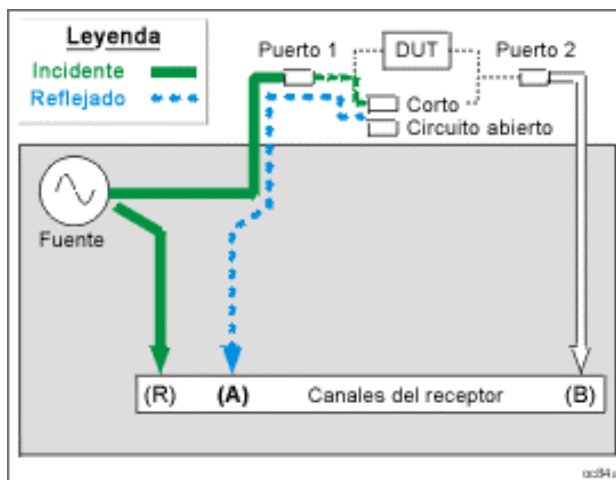 Leyenda
Incidente
Reflejado
Puerto 1
DUT
Puerto 2
Corto
Circuito abierto
Fuente
(R) (A) Canales del receptor (B)